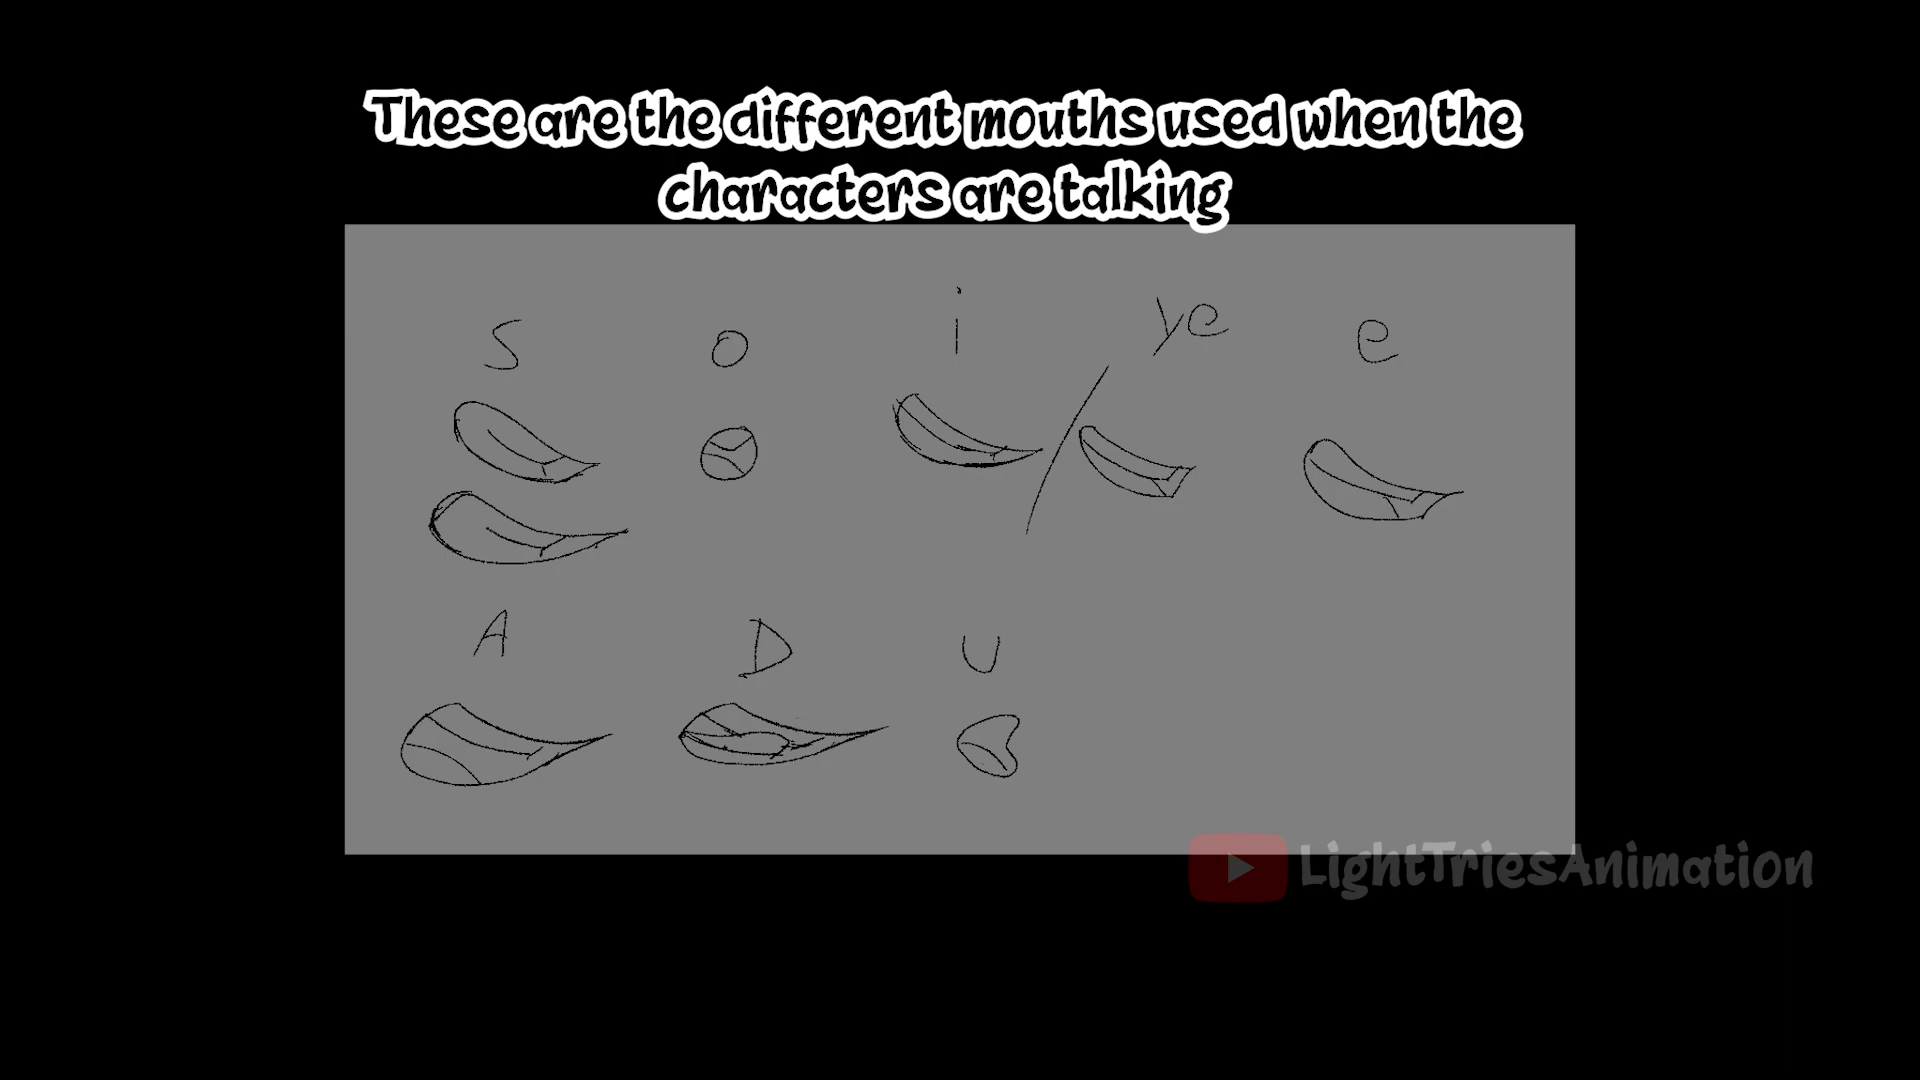 These are the different mouths used when the
characters are talking
S o i ye e
A D U
LightTriesAnimation